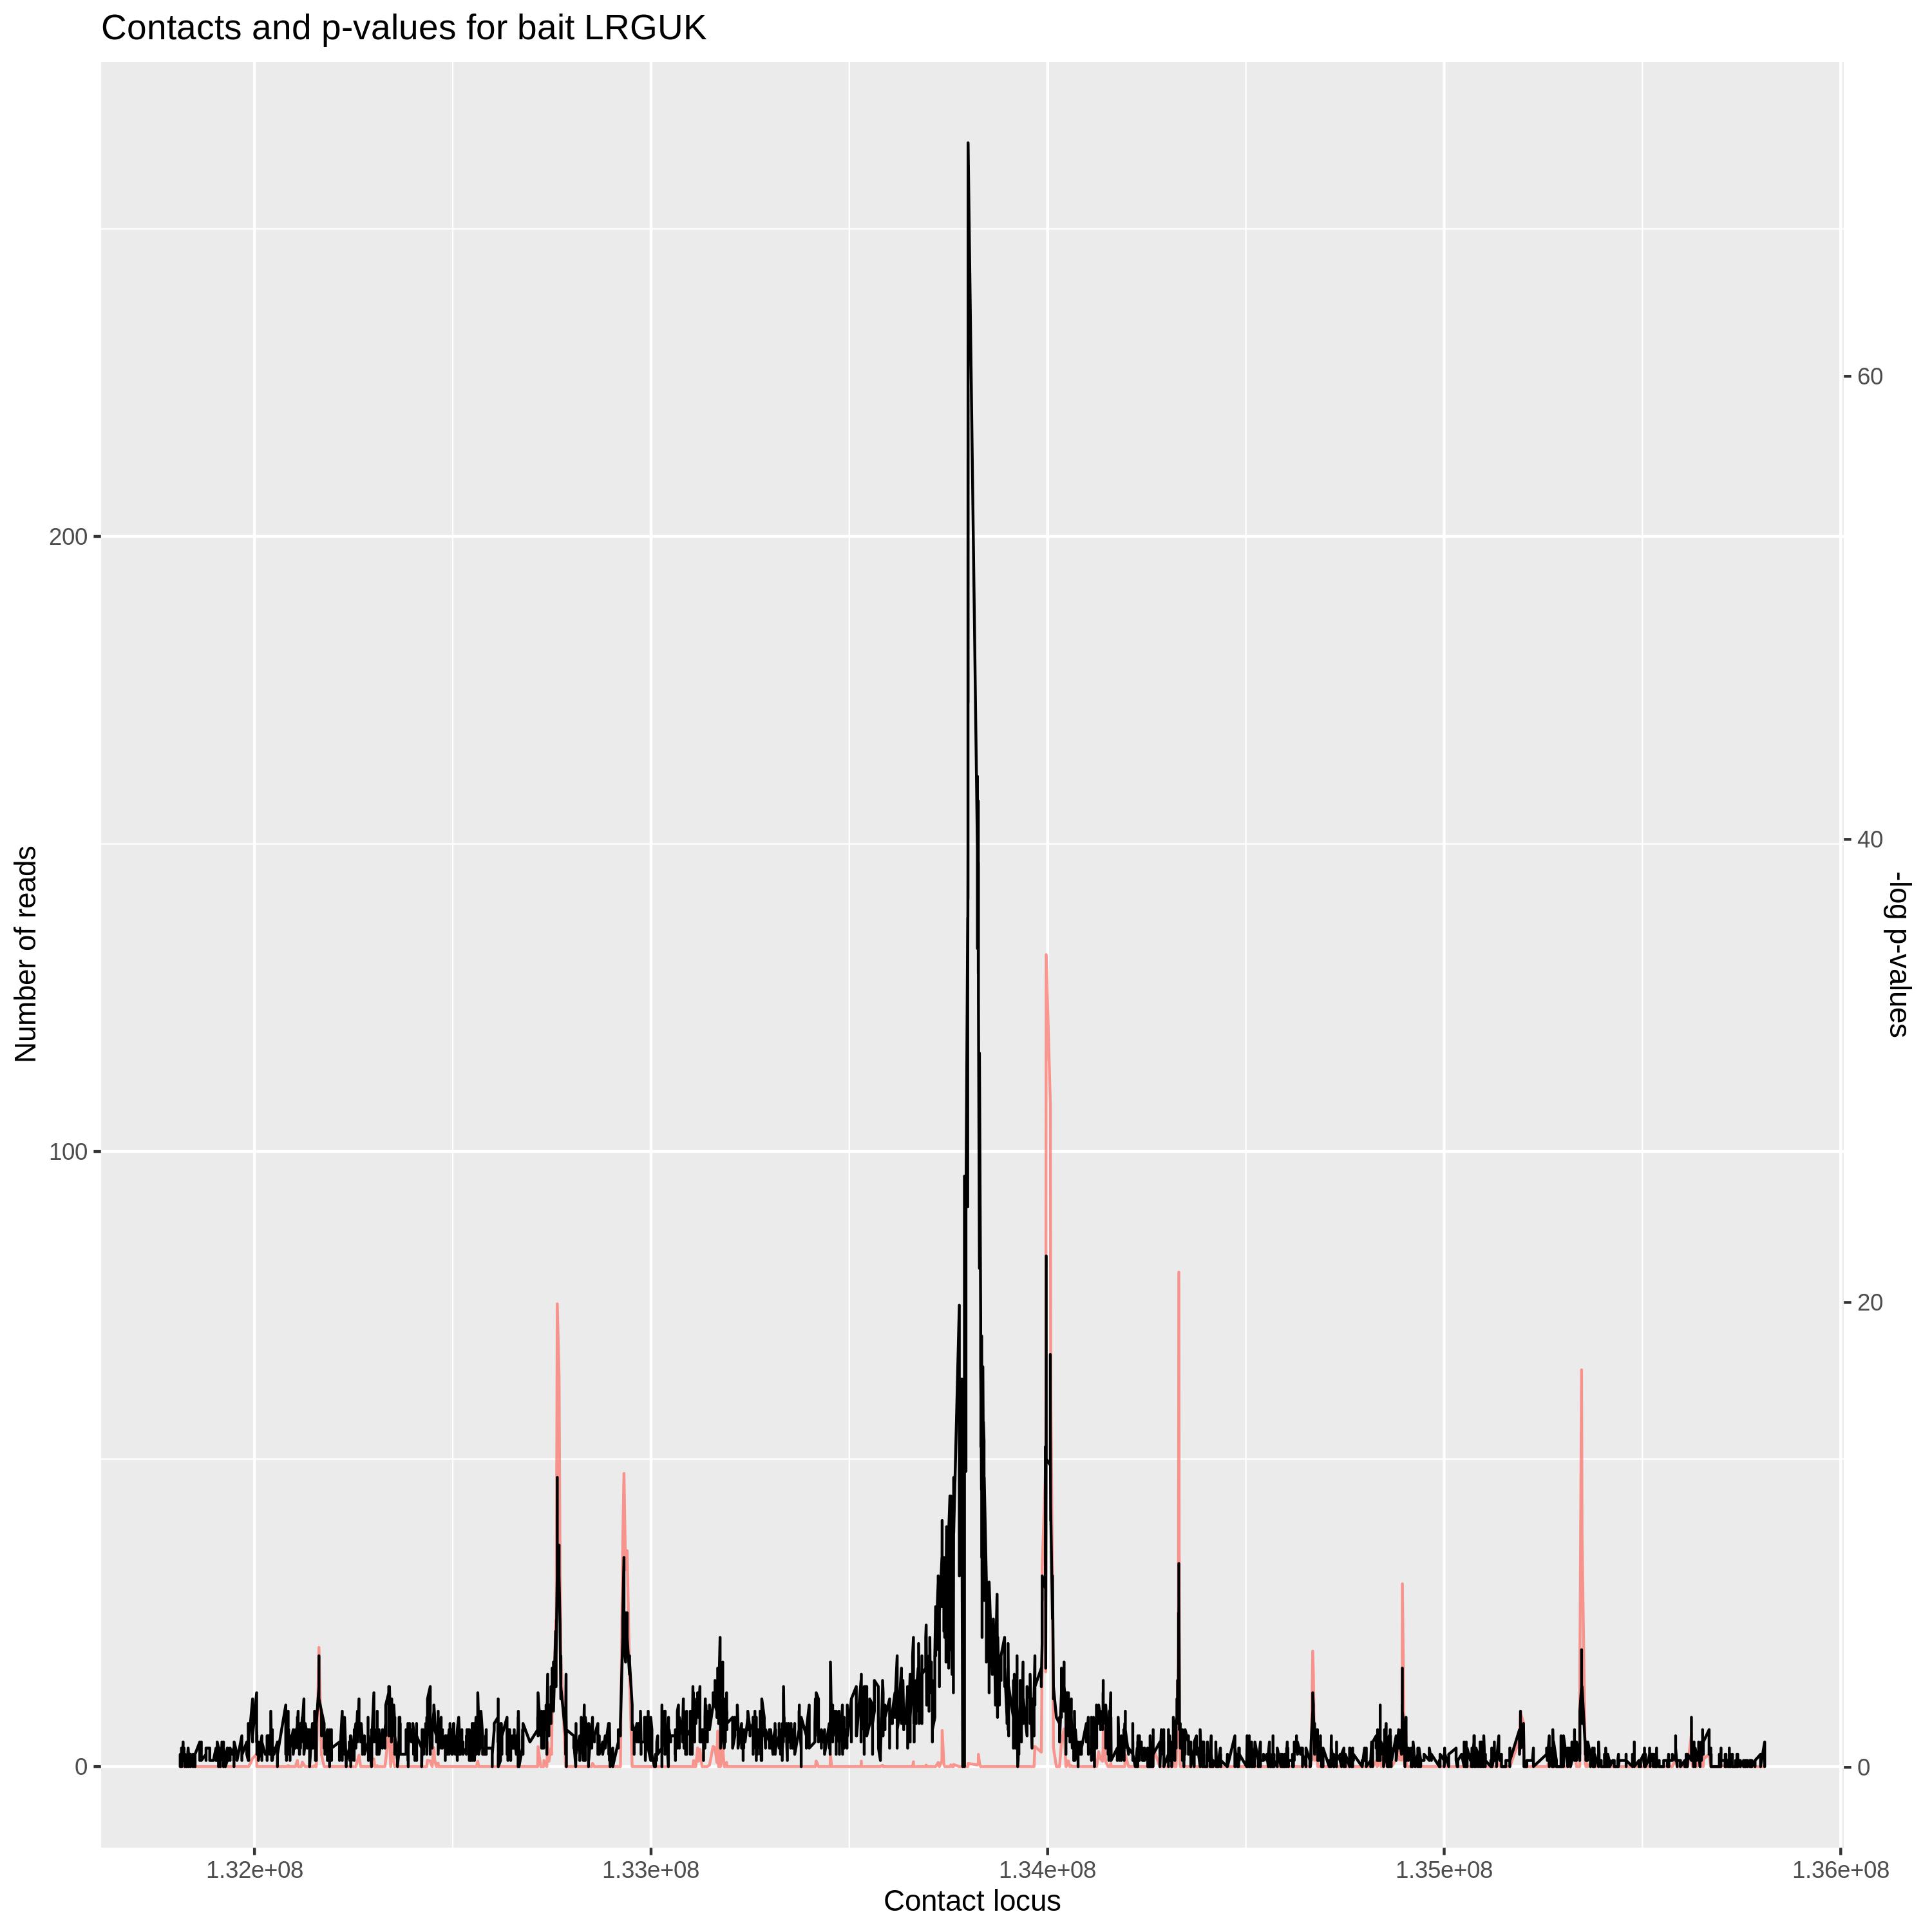 Contacts and p-values for bait LRGUK
Number of reads
200
100
0
60
40
20
0
-log p-values
1.32e+08
1.33e+08
1.34e+08
1.35e+08
1.36e+08
Contact locus